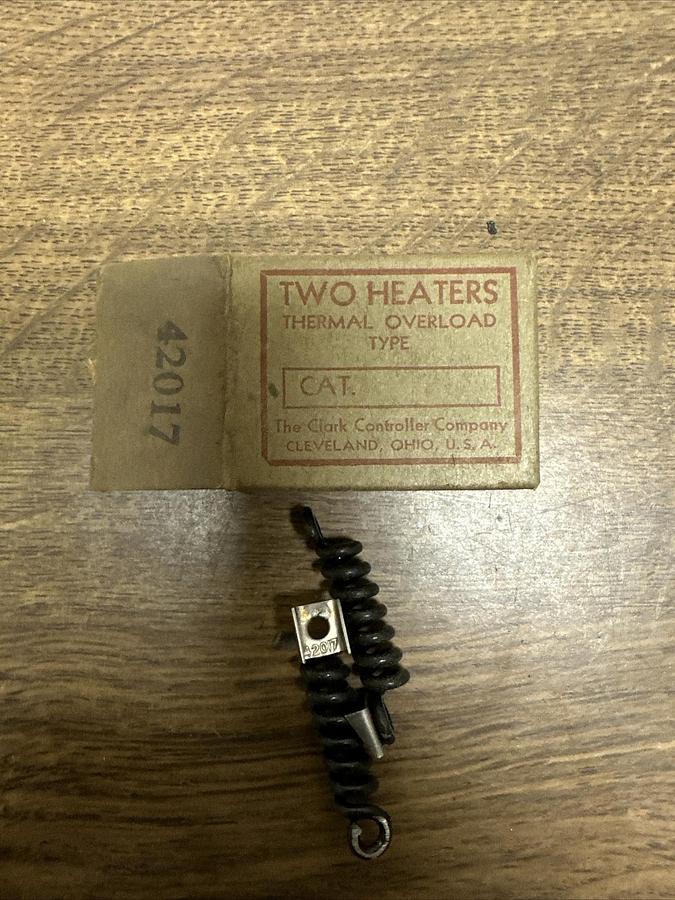 TWO HEATERS
THERMAL OVERLOAD
TYPE
CAT.
The Clark Controller Company
CLEVELAND, OHIO, U.S.A.
42017
42017